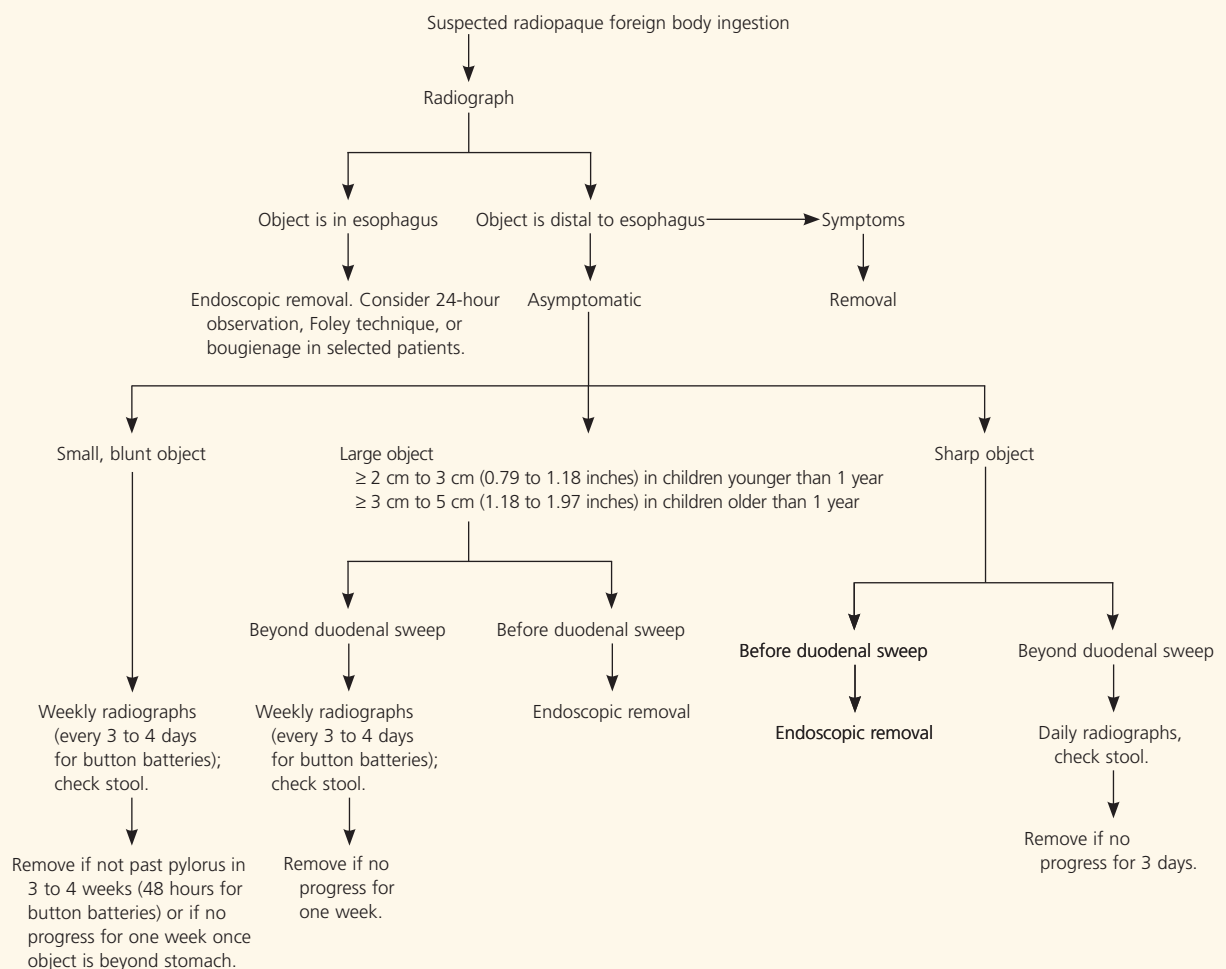 Suspected radiopaque foreign body ingestion
Radiograph
Object is in esophagus
Object is distal to esophagus
Symptoms
Endoscopic removal. Consider 24-hour
observation, Foley technique, or
bougienage in selected patients.
Asymptomatic
Removal
Small, blunt object
Large object
≥ 2 cm to 3 cm (0.79 to 1.18 inches) in children younger than 1 year
≥ 3 cm to 5 cm (1.18 to 1.97 inches) in children older than 1 year
Sharp object
Beyond duodenal sweep
Before duodenal sweep
Before duodenal sweep
Beyond duodenal sweep
Weekly radiographs
(every 3 to 4 days
for button batteries);
check stool.
Weekly radiographs
(every 3 to 4 days
for button batteries);
check stool.
Endoscopic removal
Endoscopic removal
Daily radiographs,
check stool.
Remove if not past pylorus in
3 to 4 weeks (48 hours for
button batteries) or if no
progress for one week once
object is beyond stomach.
Remove if no
progress for
one week.
Remove if no
progress for 3 days.